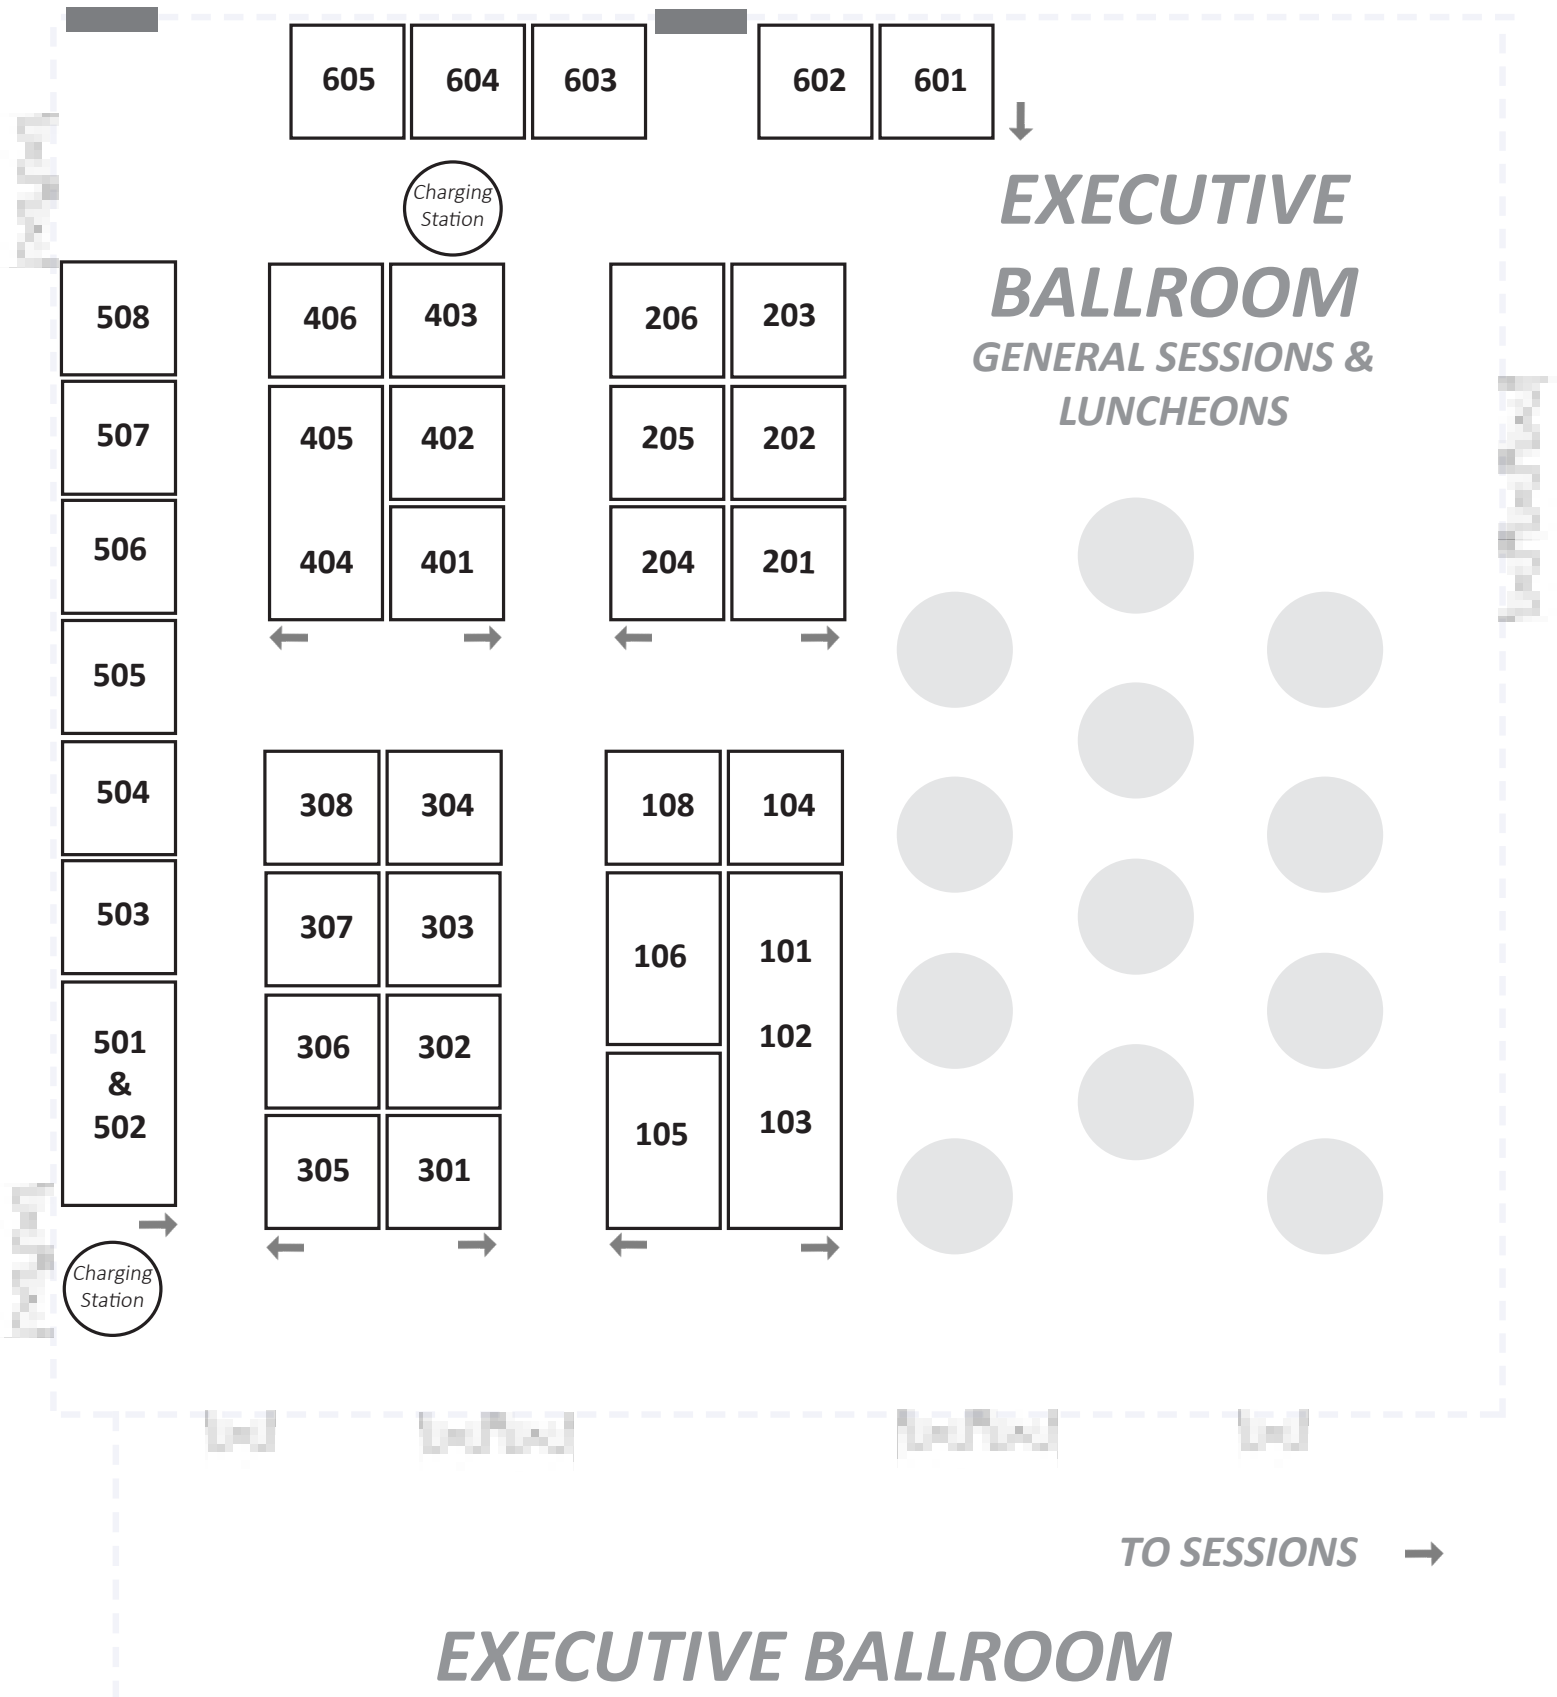 605 604 603 602 601
Charging
Station
EXECUTIVE
BALLROOM
GENERAL SESSIONS &
LUNCHEONS
508
507
506
505
504
503
501
&
502
Charging
Station
406 403
405 402
404 401
206 203
205 202
204 201
308 304
307 303
306 302
305 301
108 104
106
105
101
102
103
TO SESSIONS
EXECUTIVE BALLROOM